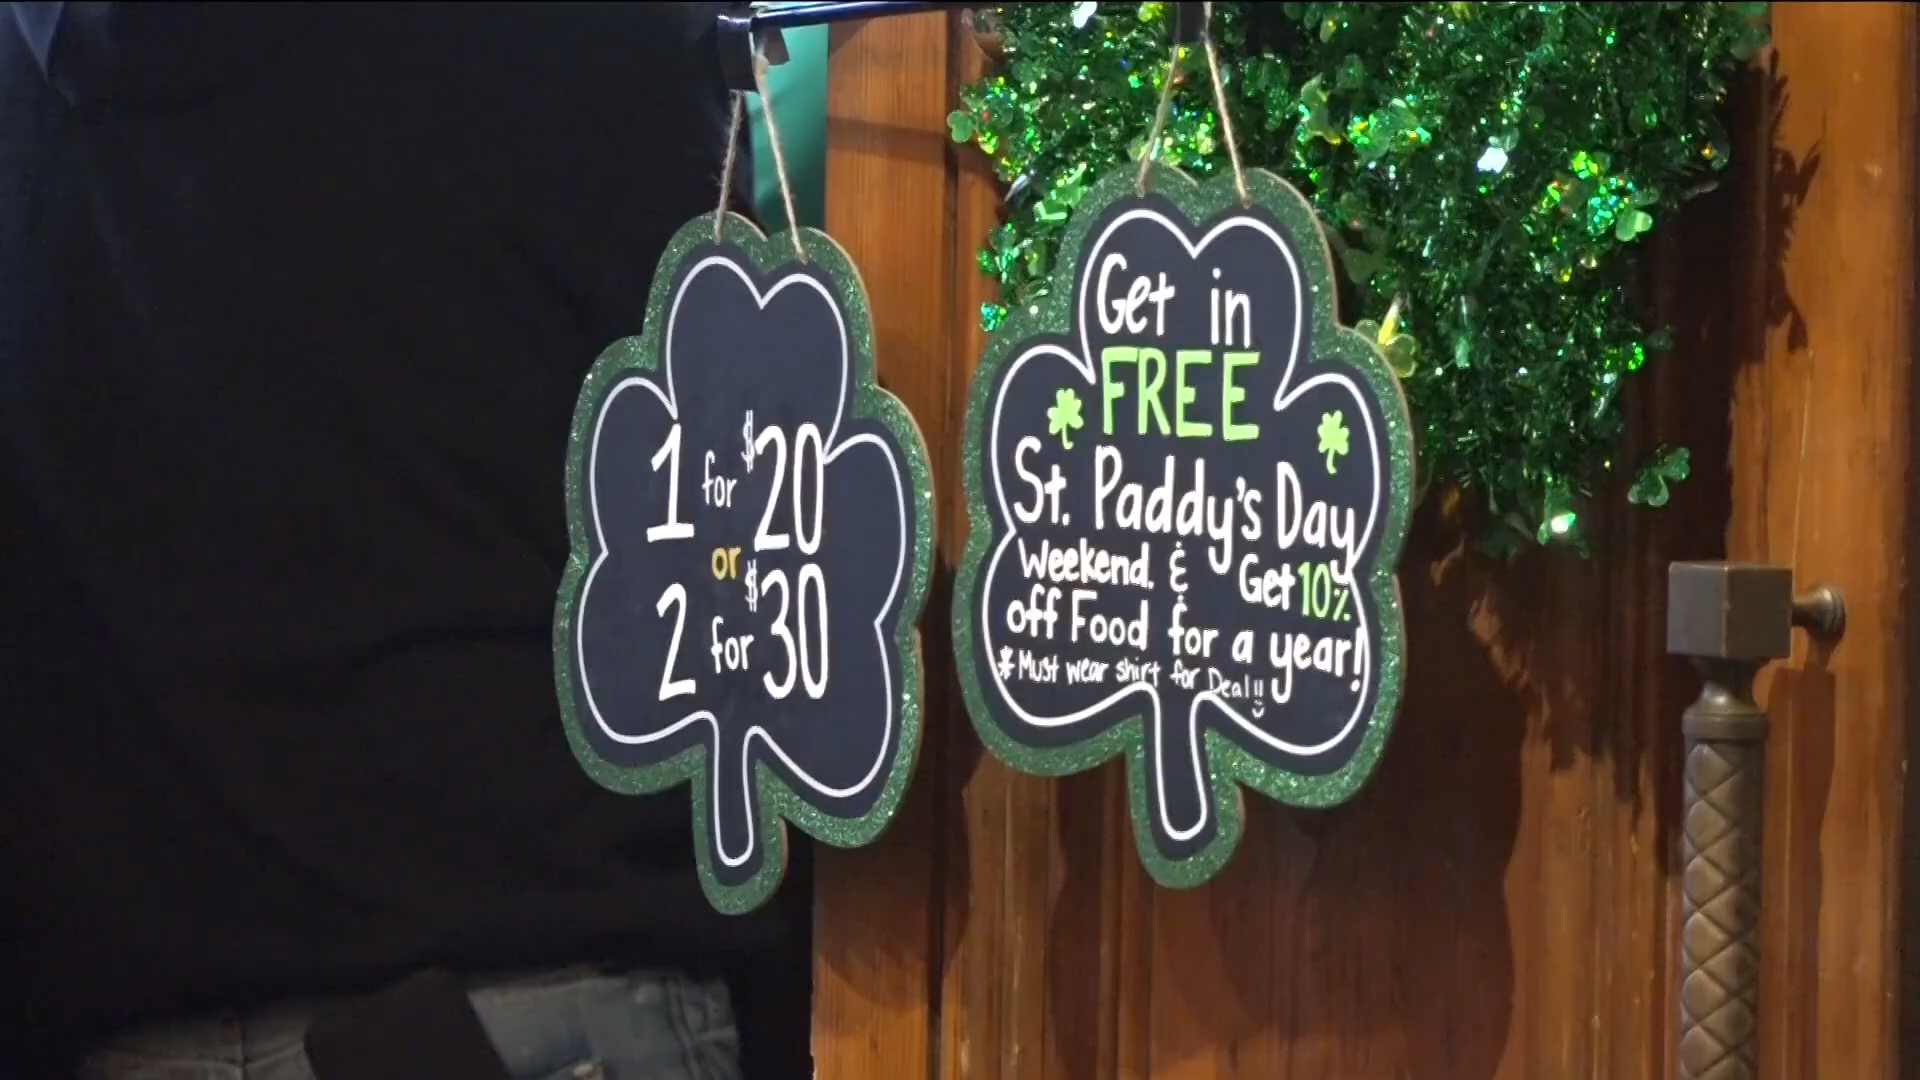 1 for $20
or
2 for $30
Get in
FREE
St. Paddy's Day
Weekend. & Get 10%
off Food for a year!
*Must wear shirt for Deal!!